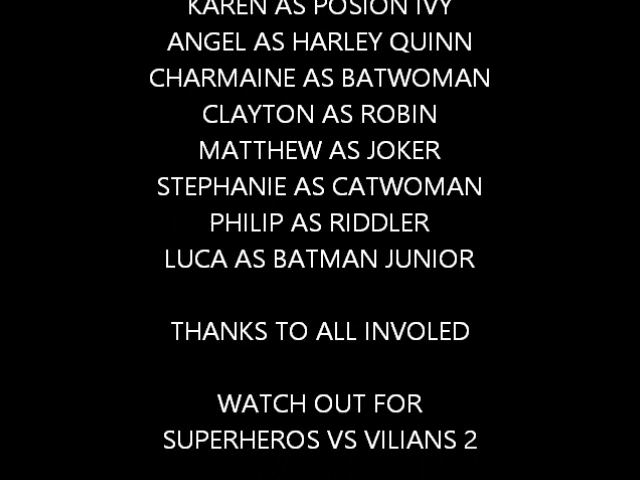 KAREN AS POSION IVY
ANGEL AS HARLEY QUINN
CHARMAINE AS BATWOMAN
CLAYTON AS ROBIN
MATTHEW AS JOKER
STEPHANIE AS CATWOMAN
PHILIP AS RIDDLER
LUCA AS BATMAN JUNIOR
THANKS TO ALL INVOLED
WATCH OUT FOR
SUPERHEROS VS VILIANS 2